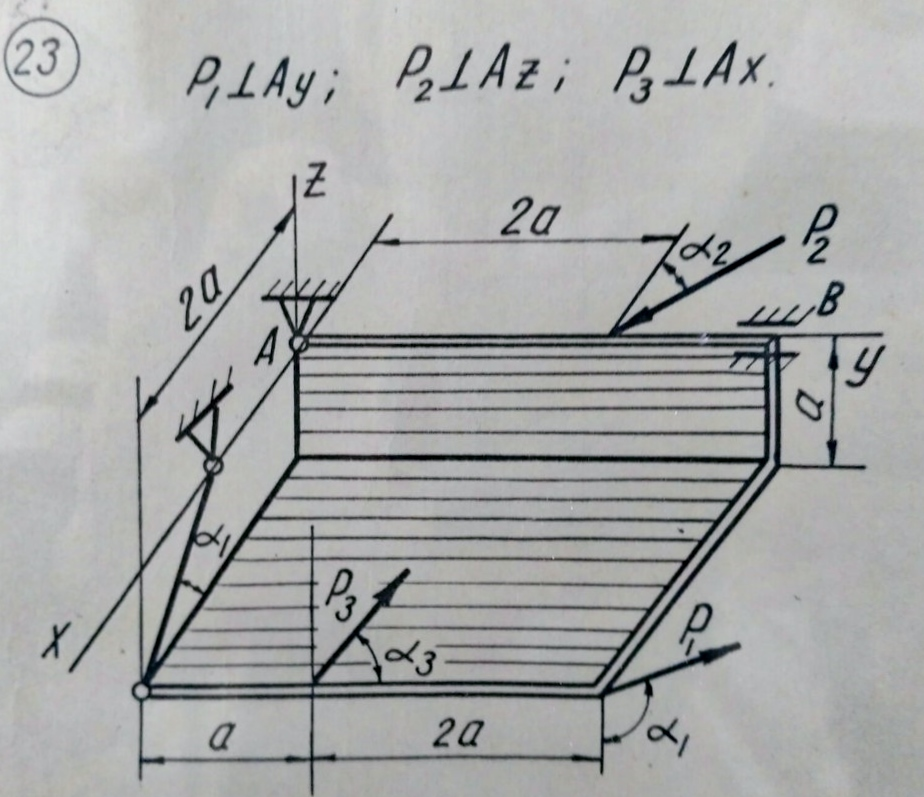 23
P₁⊥Ay; P₂⊥Az; P₃⊥Ax.
z
2a
2a
α₂
P₂
A
B
y
a
α₁
P₃
x
α₃
P₁
a
2a
α₁